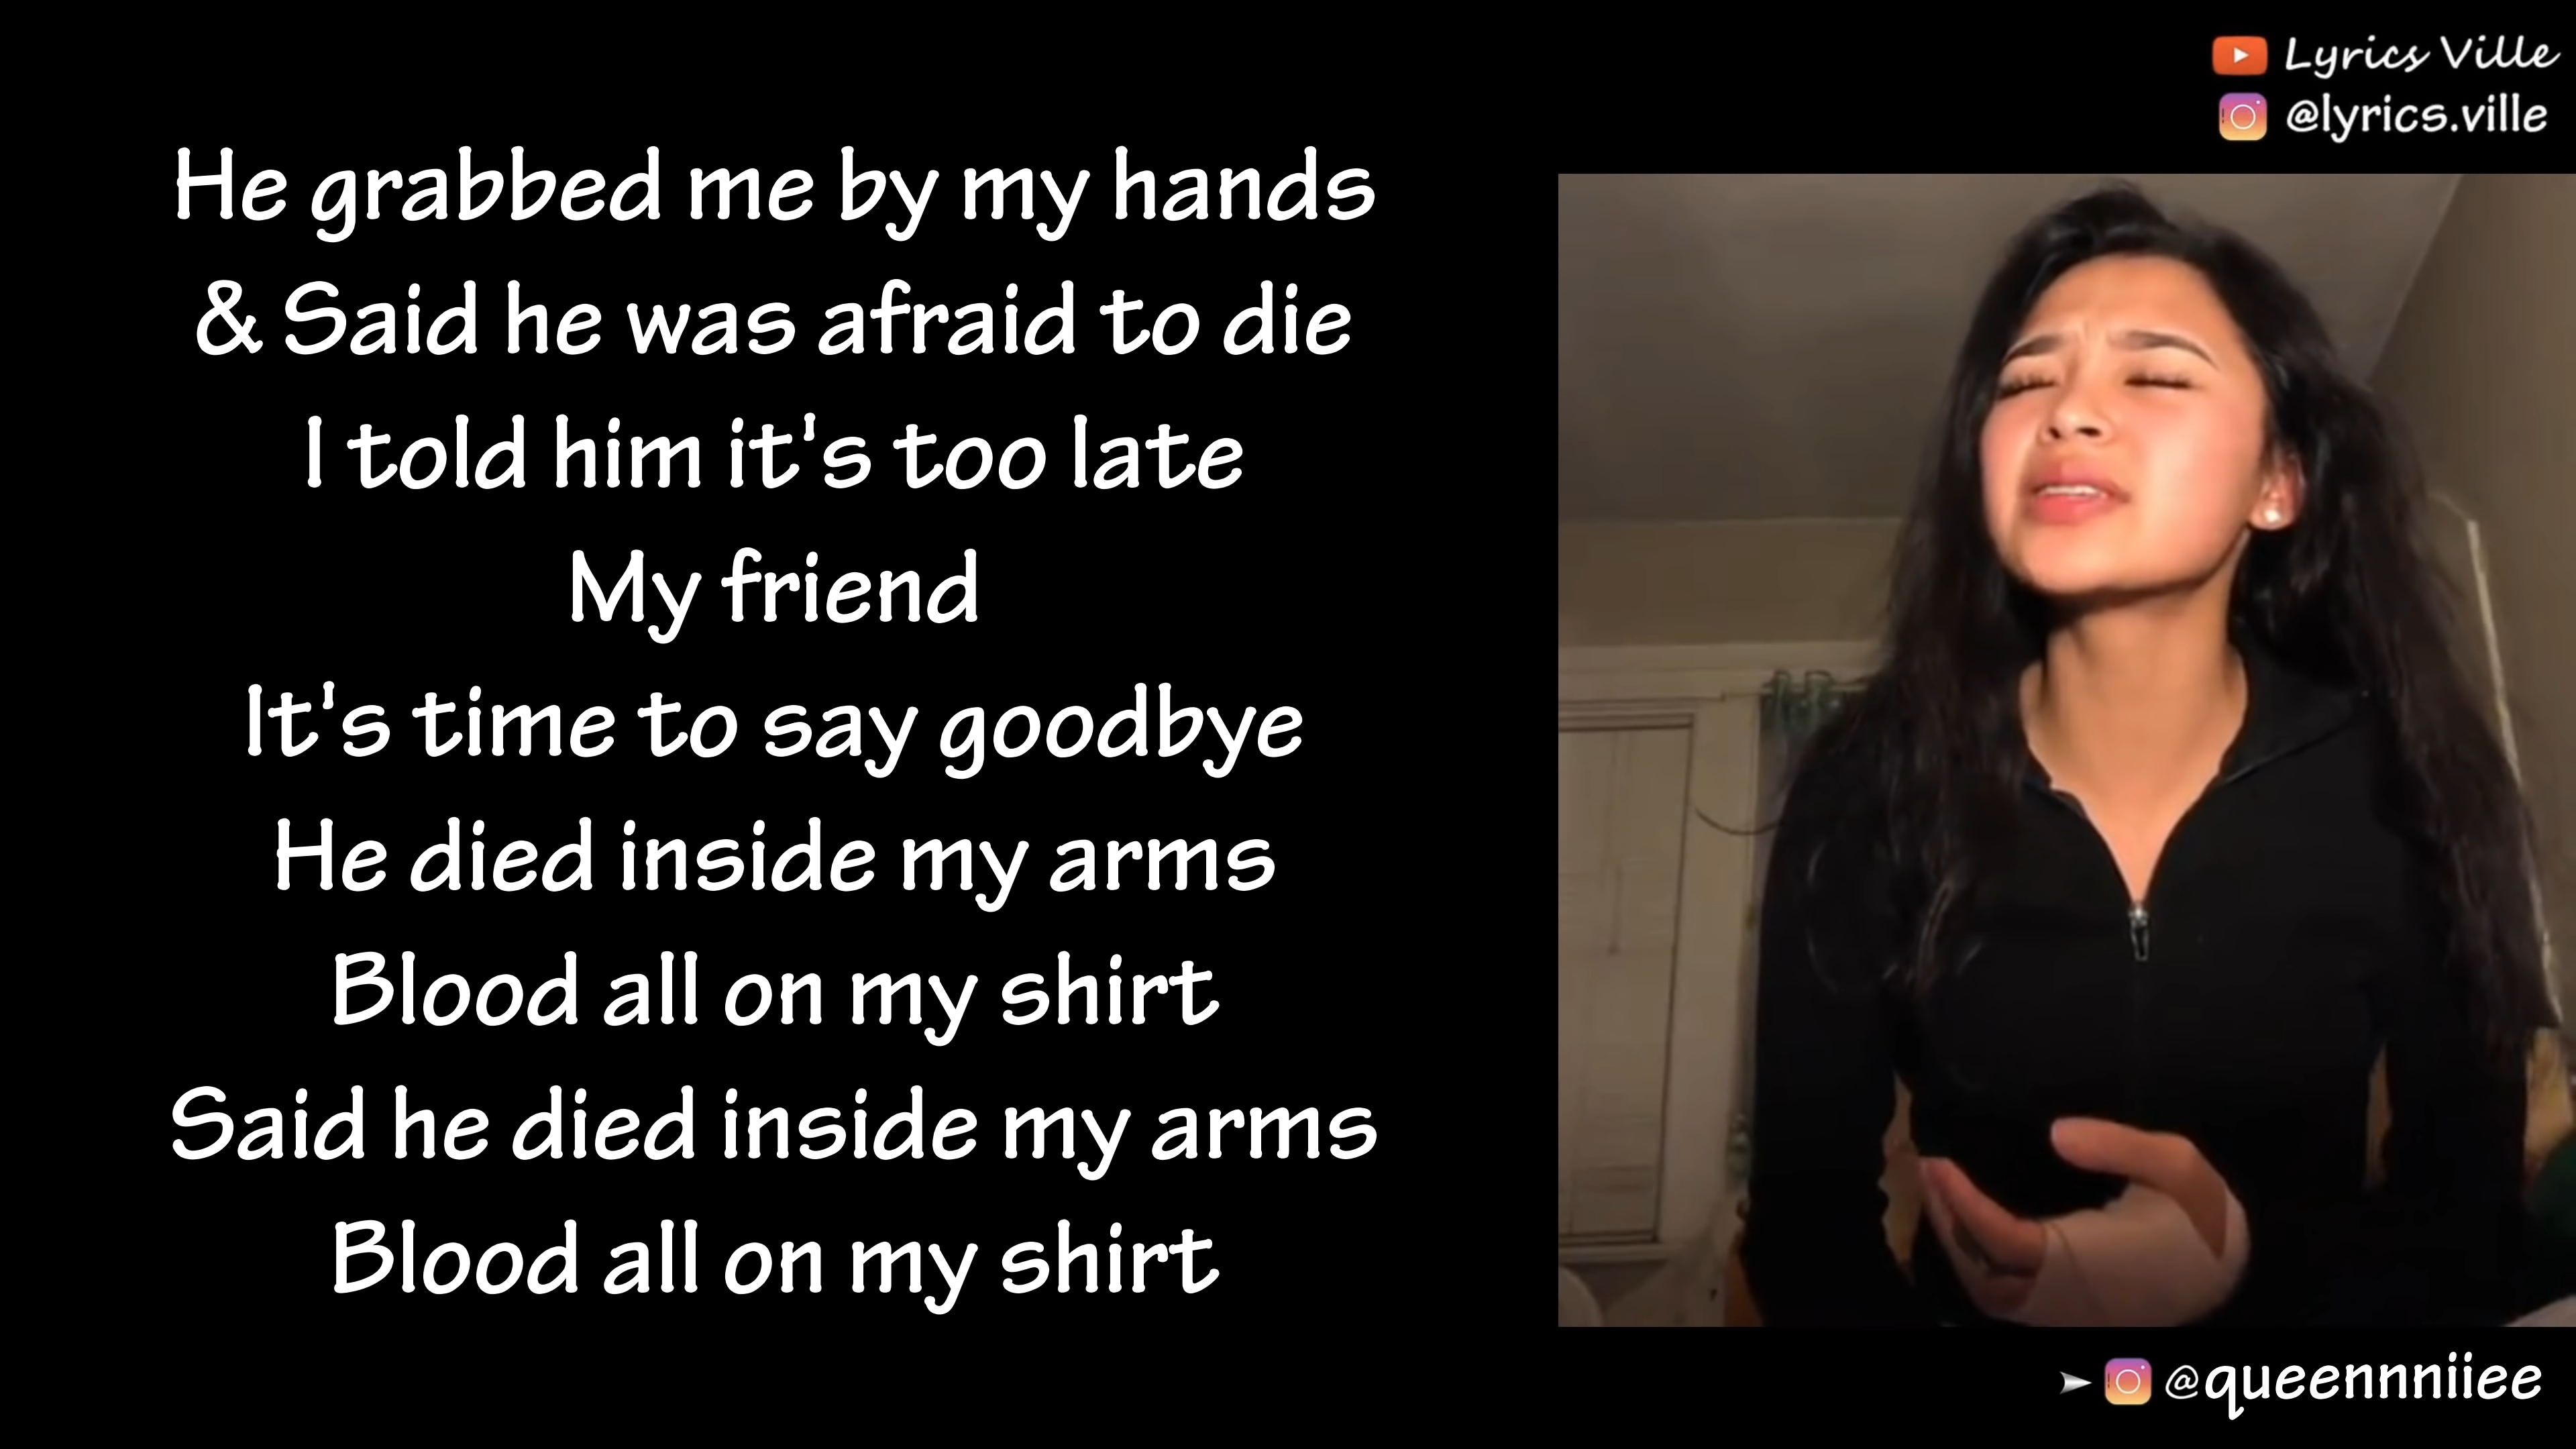 Lyrics Ville
@lyrics.ville
He grabbed me by my hands
& Said he was afraid to die
I told him it's too late
My friend
It's time to say goodbye
He died inside my arms
Blood all on my shirt
Said he died inside my arms
Blood all on my shirt
@queennnniiee